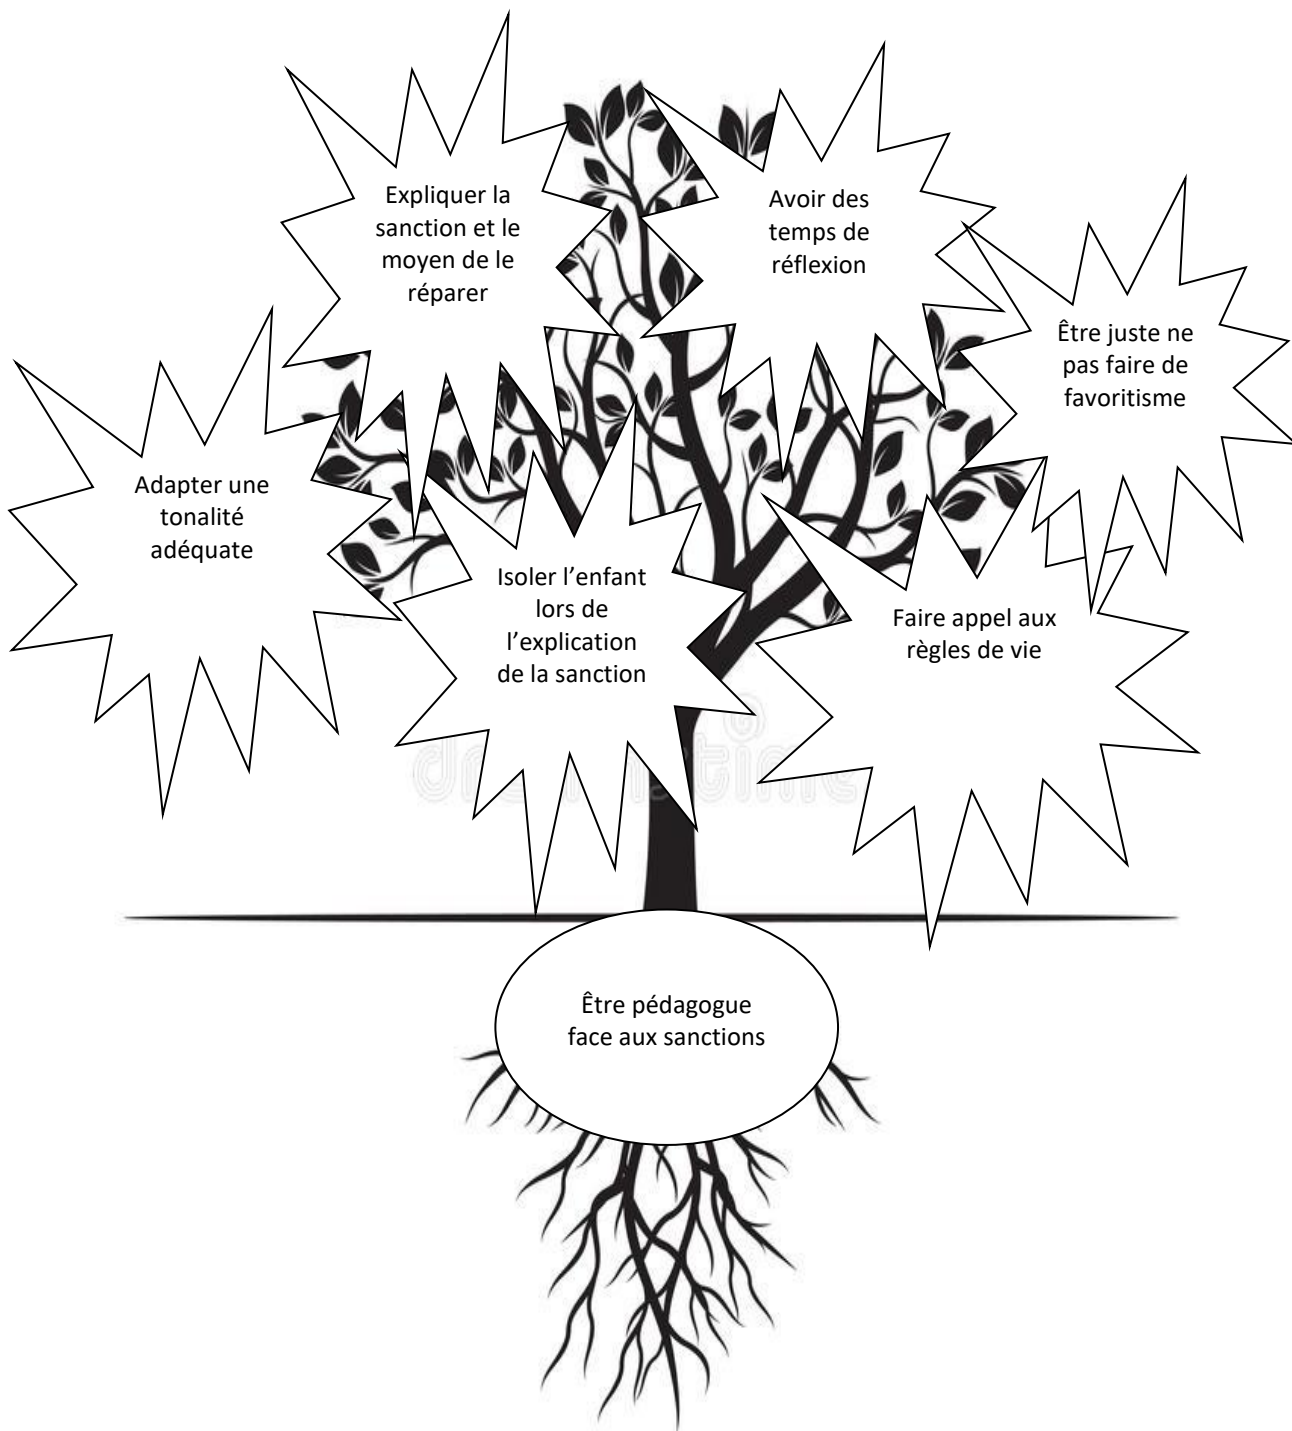 Expliquer la
sanction et le
moyen de le
réparer
Avoir des
temps de
réflexion
Être juste ne
pas faire de
favoritisme
Adapter une
tonalité
adéquate
Isoler l’enfant
lors de
l’explication
de la sanction
Faire appel aux
règles de vie
Être pédagogue
face aux sanctions